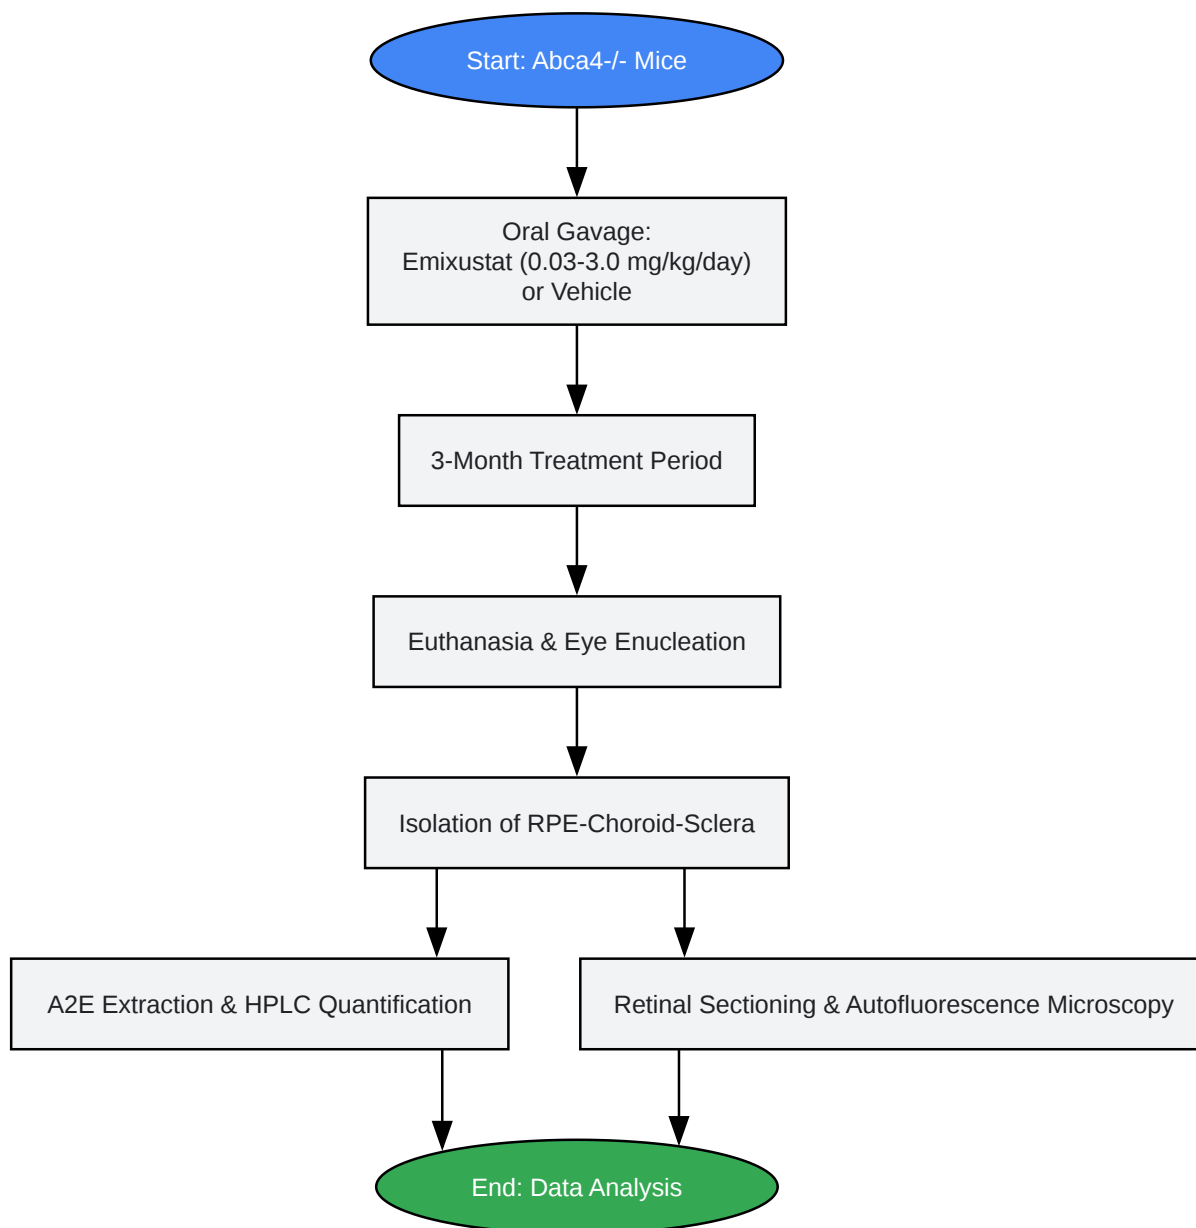 Start: Abca4-/- Mice
Oral Gavage:
Emixustat (0.03-3.0 mg/kg/day)
or Vehicle
3-Month Treatment Period
Euthanasia & Eye Enucleation
Isolation of RPE-Choroid-Sclera
A2E Extraction & HPLC Quantification
Retinal Sectioning & Autofluorescence Microscopy
End: Data Analysis